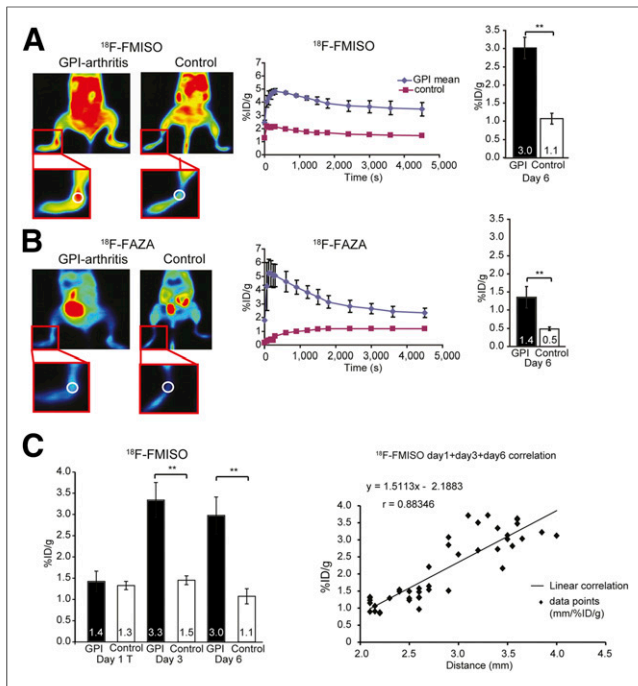 A
18F-FMISO
GPI-arthritis Control
18F-FMISO
%ID/g
7
6
5
4
3
2
1
0
GPI mean
control
0 1,000 2,000 3,000 4,000 5,000
Time (s)
**
%ID/g
3.5
3.0
2.5
2.0
1.5
1.0
0.5
0.0
3.0 1.1
GPI Control
Day 6
B
18F-FAZA
GPI-arthritis Control
18F-FAZA
%ID/g
7
6
5
4
3
2
1
0
0 1,000 2,000 3,000 4,000 5,000
Time (s)
**
%ID/g
3.5
3.0
2.5
2.0
1.5
1.0
0.5
0.0
1.4 0.5
GPI Control
Day 6
C
18F-FMISO
** **
%ID/g
4.0
3.5
3.0
2.5
2.0
1.5
1.0
0.5
0.0
1.4 1.3 3.3 1.5 3.0 1.1
GPI Control GPI Control GPI Control
Day 1 T Day 3 Day 6
18F-FMISO day1+day3+day6 correlation
y = 1.5113x - 2.1883
r = 0.88346
%ID/g
4.0
3.5
3.0
2.5
2.0
1.5
1.0
0.5
0.0
Linear correlation
data points
(mm/%ID/g)
2.0 2.5 3.0 3.5 4.0 4.5
Distance (mm)